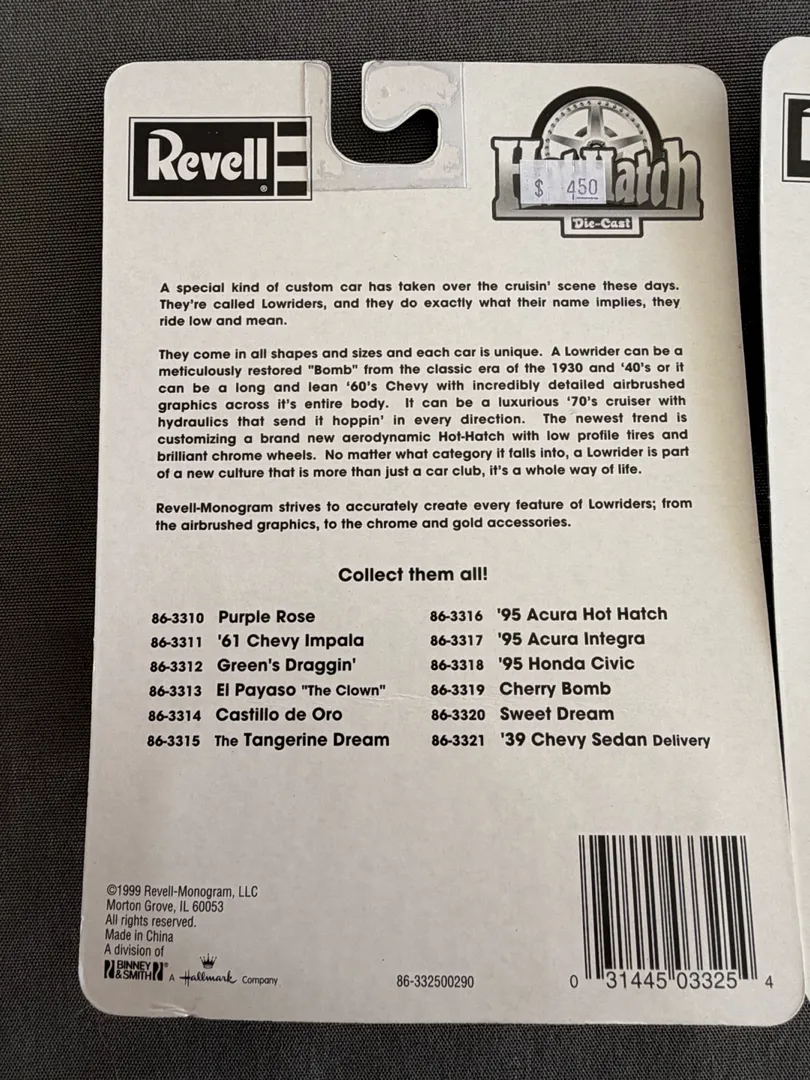 Revell®
Hot Hatch
$ 450
Die-Cast
A special kind of custom car has taken over the cruisin' scene these days.
They're called Lowriders, and they do exactly what their name implies, they
ride low and mean.
They come in all shapes and sizes and each car is unique. A Lowrider can be a
meticulously restored "Bomb" from the classic era of the 1930 and '40's or it
can be a long and lean '60's Chevy with incredibly detailed airbrushed
graphics across it's entire body. It can be a luxurious '70's cruiser with
hydraulics that send it hoppin' in every direction. The newest trend is
customizing a brand new aerodynamic Hot-Hatch with low profile tires and
brilliant chrome wheels. No matter what category it falls into, a Lowrider is part
of a new culture that is more than just a car club, it's a whole way of life.
Revell-Monogram strives to accurately create every feature of Lowriders; from
the airbrushed graphics, to the chrome and gold accessories.
Collect them all!
86-3310 Purple Rose
86-3311 '61 Chevy Impala
86-3312 Green's Draggin'
86-3313 El Payaso "The Clown"
86-3314 Castillo de Oro
86-3315 The Tangerine Dream
86-3316 '95 Acura Hot Hatch
86-3317 '95 Acura Integra
86-3318 '95 Honda Civic
86-3319 Cherry Bomb
86-3320 Sweet Dream
86-3321 '39 Chevy Sedan Delivery
©1999 Revell-Monogram, LLC
Morton Grove, IL 60053
All rights reserved.
Made in China
A division of
BINNEY & SMITH® A Hallmark Company
86-332500290
0 31445 03325 4